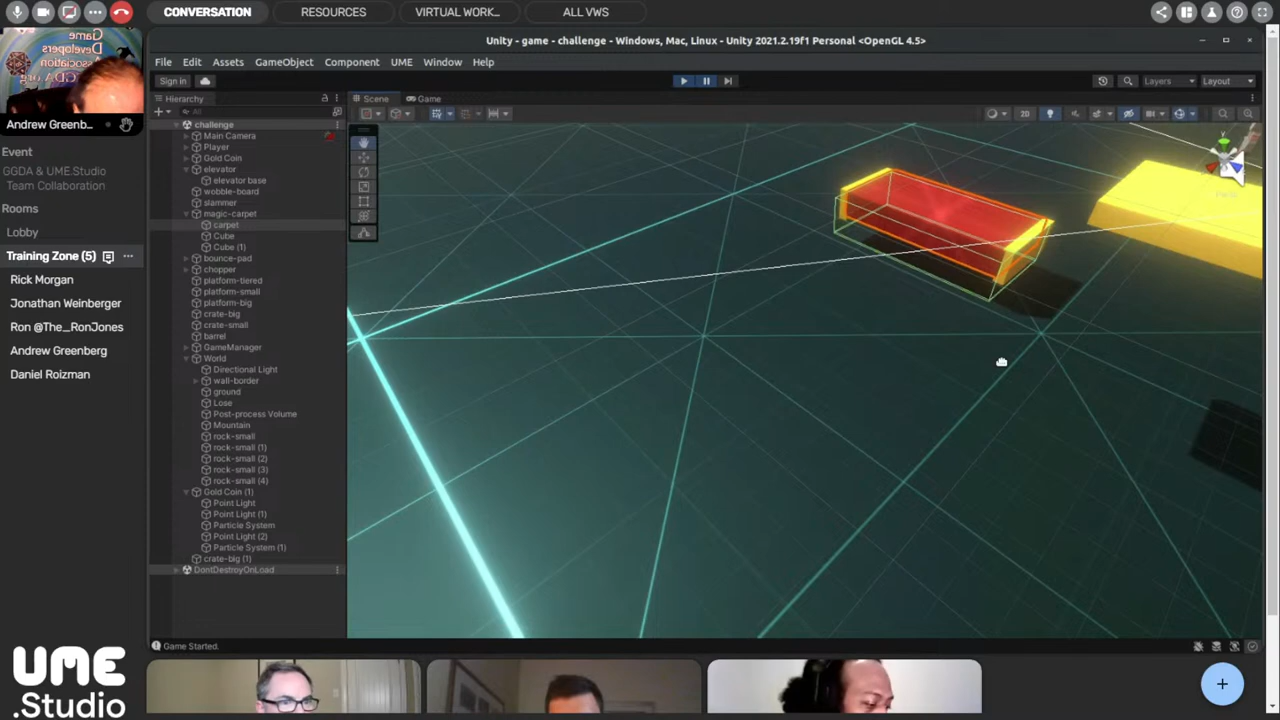 CONVERSATION
RESOURCES
VIRTUAL WORK..
ALL VWS
Game
Developers
Association
GGDA.org
Andrew Greenb...
Event
GGDA & UME.Studio
Team Collaboration
Rooms
Lobby
Training Zone (5)
Rick Morgan
Jonathan Weinberger
Ron @The_RonJones
Andrew Greenberg
Daniel Roizman
UME
.Studio
Unity - game - challenge - Windows, Mac, Linux - Unity 2021.2.19f1 Personal <OpenGL 4.5>
File Edit Assets GameObject Component UME Window Help
Sign in
Layers
Layout
Hierarchy
Scene
Game
All
2D
challenge
Main Camera
Player
Gold Coin
elevator
elevator base
wobble-board
slammer
magic-carpet
carpet
Cube
Cube (1)
bounce-pad
chopper
platform-tiered
platform-small
platform-big
crate-big
crate-small
barrel
GameManager
World
Directional Light
wall-border
ground
Lose
Post-process Volume
Mountain
rock-small
rock-small (1)
rock-small (2)
rock-small (3)
rock-small (4)
Gold Coin (1)
Point Light
Point Light (1)
Particle System
Point Light (2)
Particle System (1)
crate-big (1)
DontDestroyOnLoad
y
Game Started.